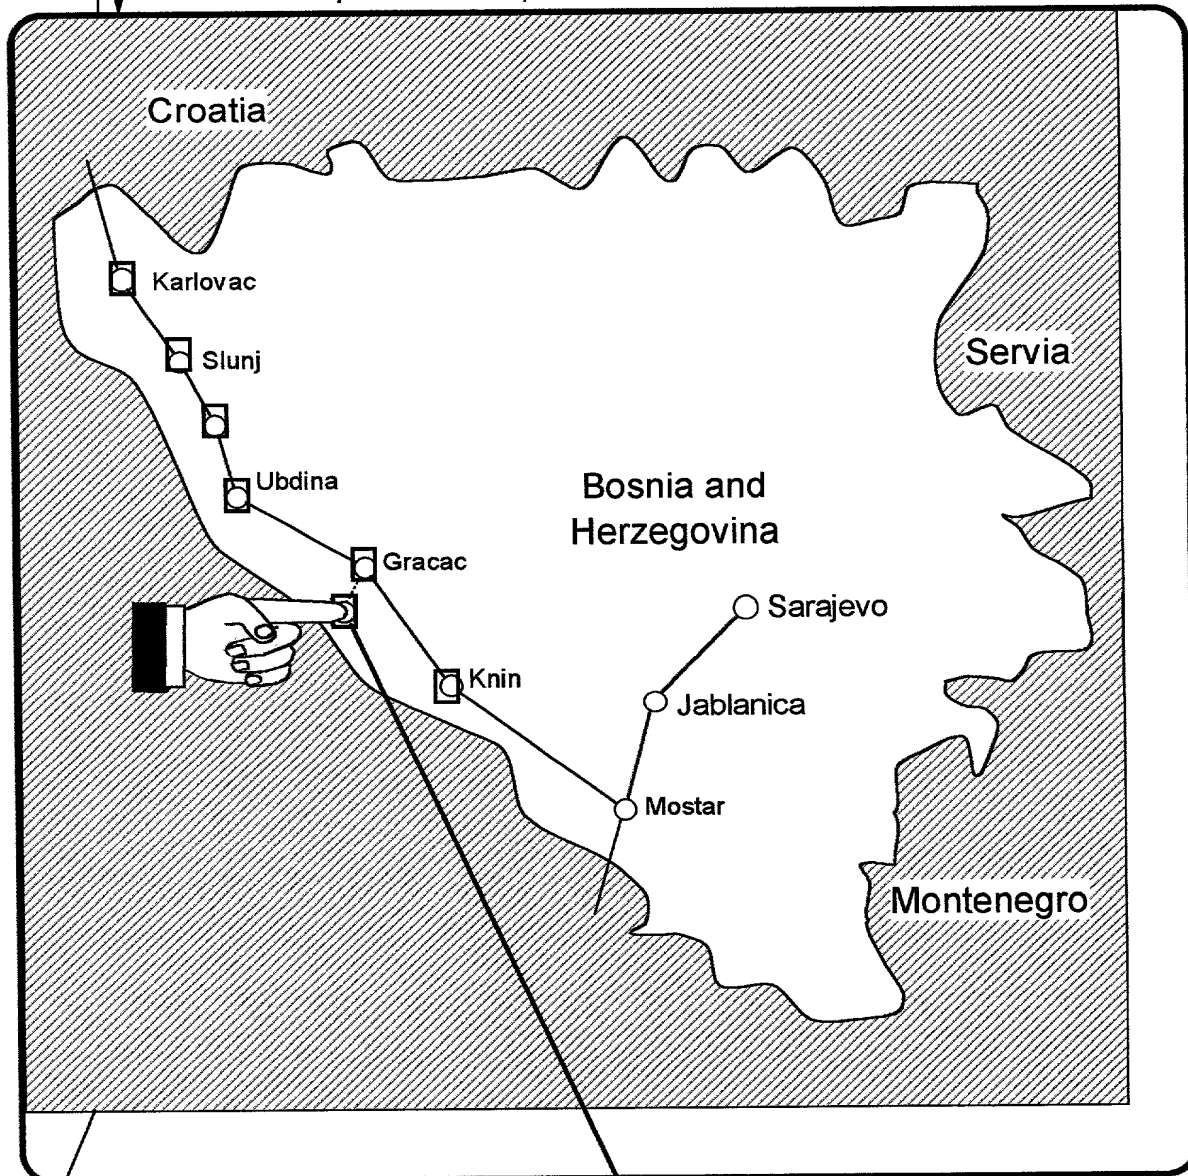 Croatia
Karlovac
Slunj
Servia
Ubdina
Bosnia and
Herzegovina
Gracac
Sarajevo
Knin
Jablanica
Mostar
Montenegro